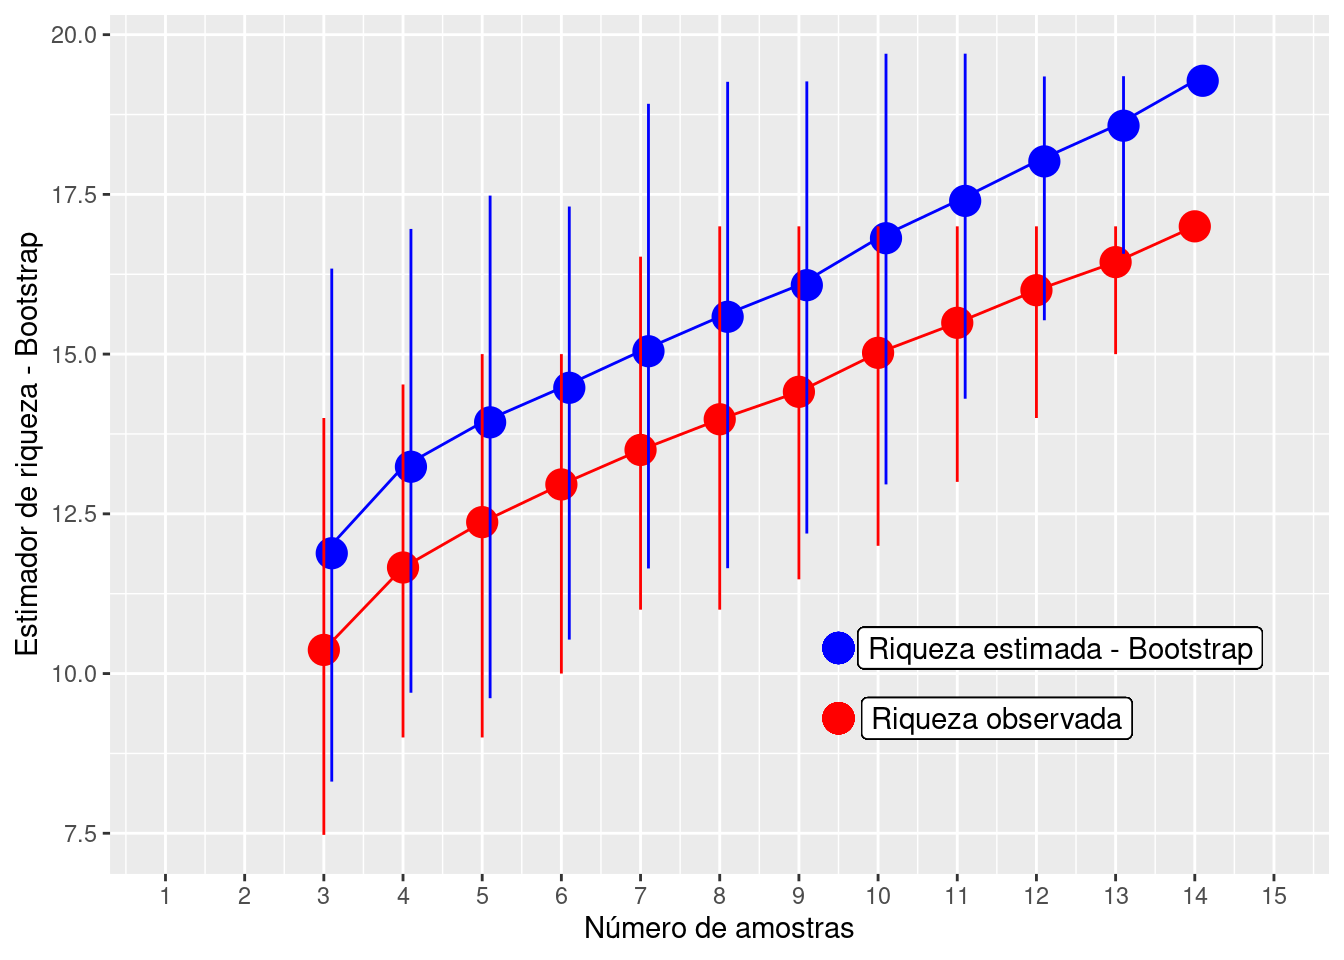 Estimador de riqueza - Bootstrap
20.0
17.5
15.0
12.5
10.0
7.5
Riqueza estimada - Bootstrap
Riqueza observada
1 2 3 4 5 6 7 8 9 10 11 12 13 14 15
Número de amostras